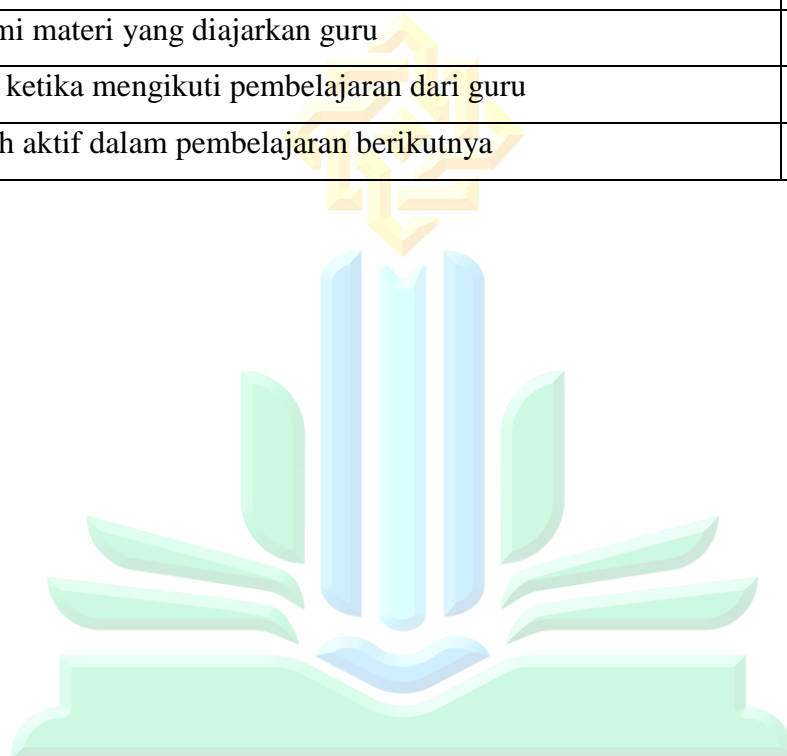 mi materi yang diajarkan guru
ketika mengikuti pembelajaran dari guru
h aktif dalam pembelajaran berikutnya